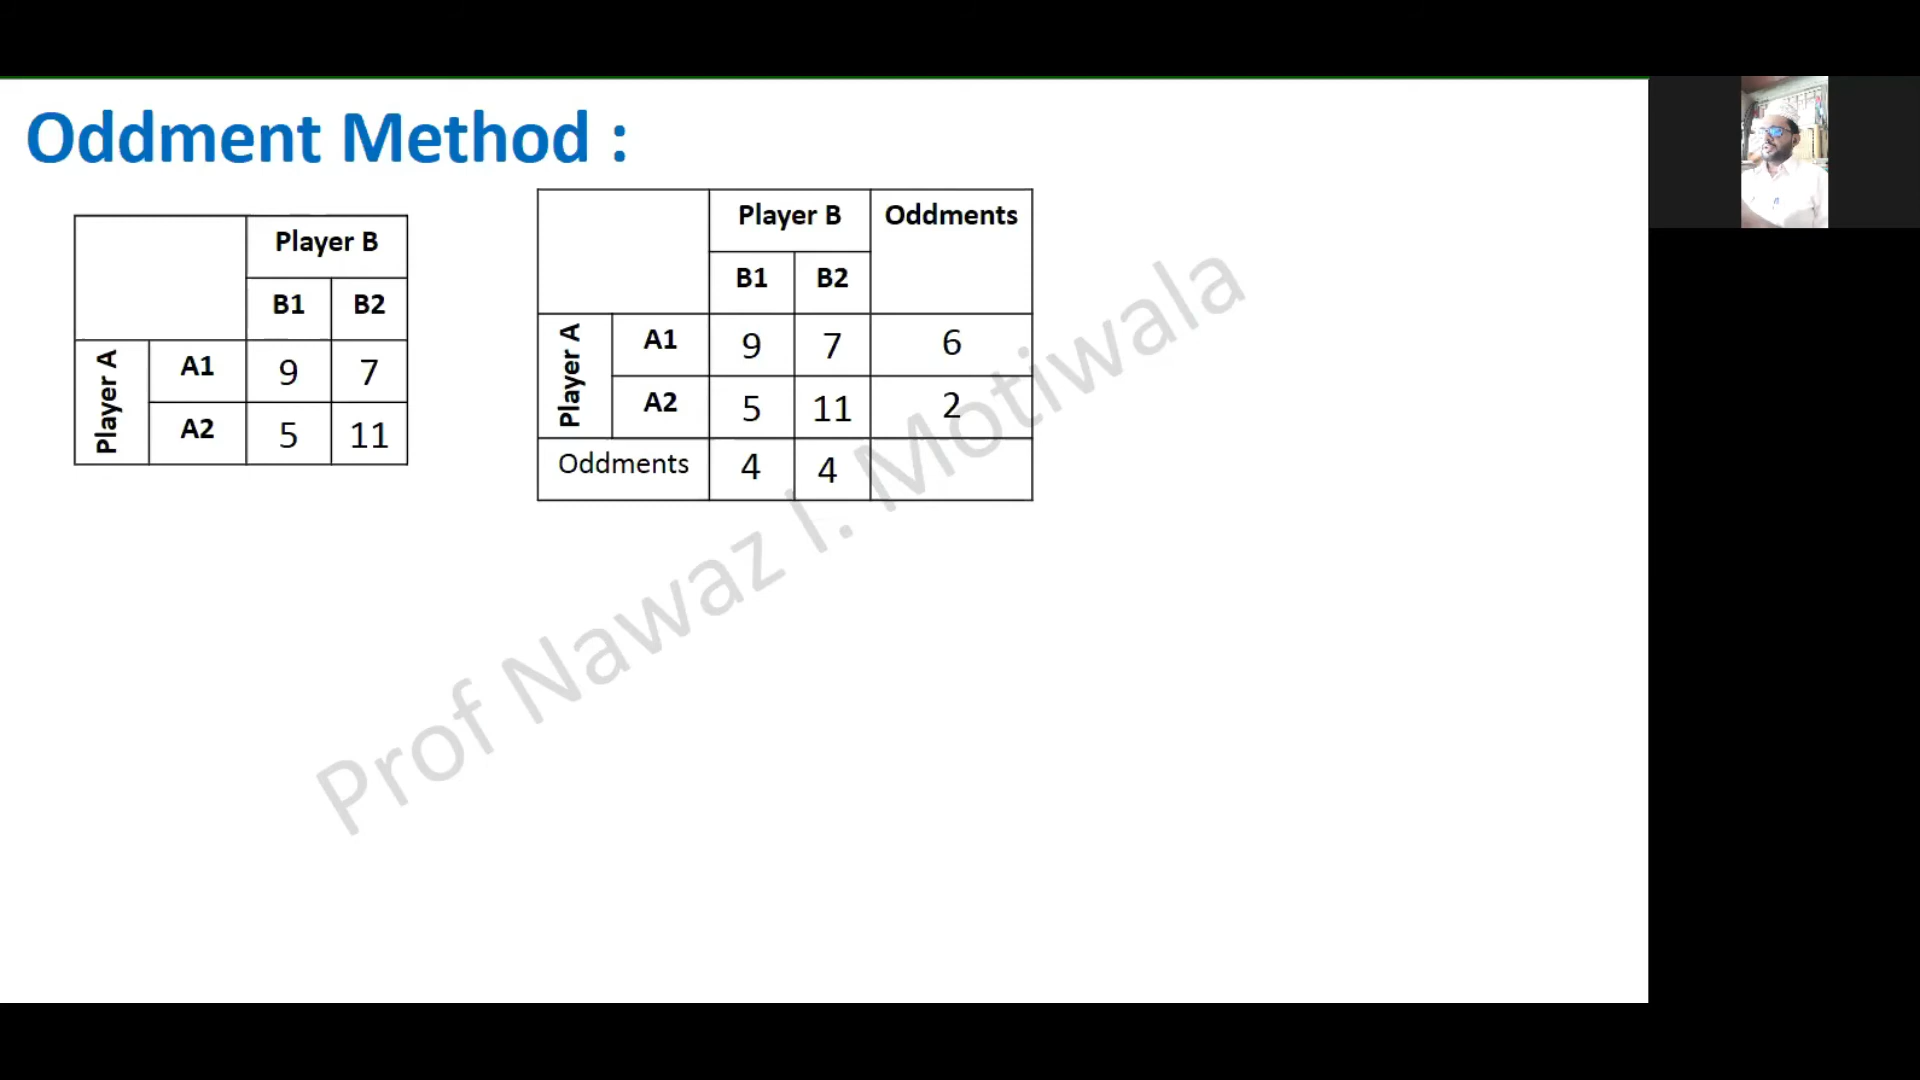 Oddment Method :
Player B
B1 B2
Player A
A1 9 7
A2 5 11
Player B Oddments
B1 B2
Player A
A1 9 7 6
A2 5 11 2
Oddments 4 4
Prof Nawaz I. Motiwala